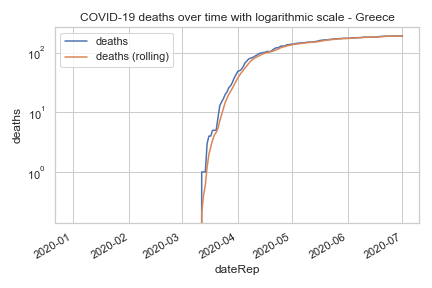 COVID-19 deaths over time with logarithmic scale - Greece
deaths
deaths (rolling)
10²
10¹
10⁰
deaths
2020-01
2020-02
2020-03
2020-04
2020-05
2020-06
2020-07
dateRep